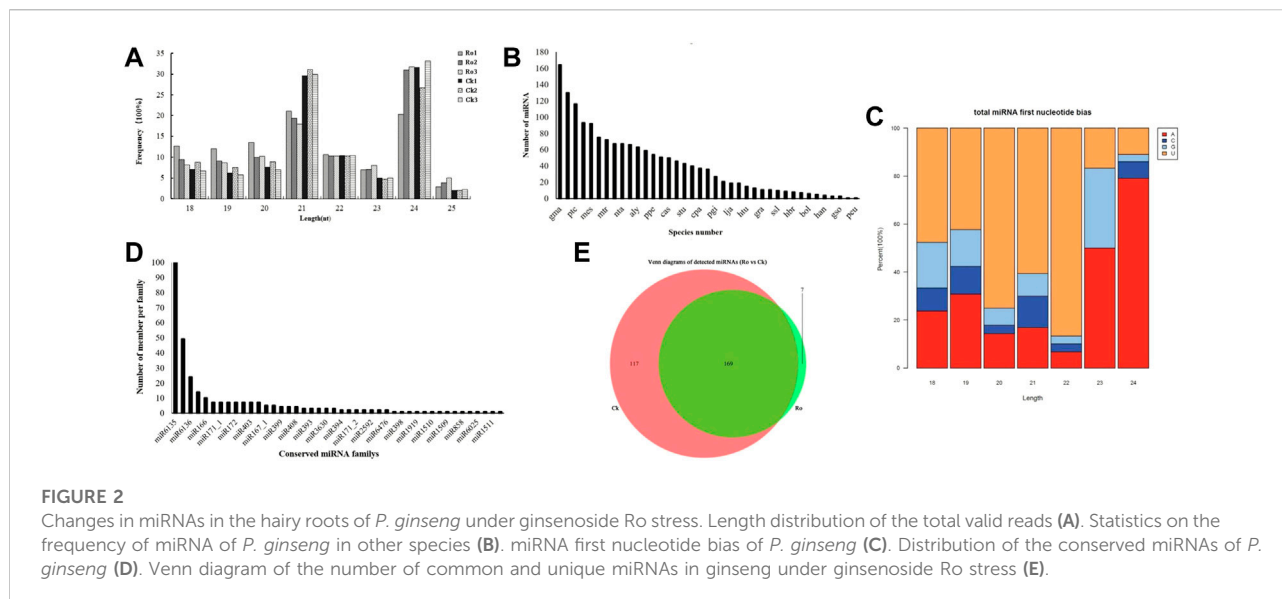 A
35
30
25
20
15
10
5
0
Frequency (100%)
18 19 20 21 22 23 24 25
Length(nt)
Ro1
Ro2
Ro3
Ck1
Ck2
Ck3
B
180
160
140
120
100
80
60
40
20
0
Number of miRNA
gma ptc mes mtr nta aly ppe cas stu cpa pgi lja htu gra ssl hbr bol han gso pcu
Species number
C
total miRNA first nucleotide bias
100
80
60
40
20
0
Percent(100%)
18 19 20 21 22 23 24
Length
A
C
G
U
D
100
90
80
70
60
50
40
30
20
10
0
Number of member per family
miR6135 miR6136 miR166 miR171_1 miR172 miR403 miR167_1 miR399 miR408 miR393 miR3630 miR394 miR171_2 miR2592 miR6476 miR398 miR1919 miR1510 miR1509 miR858 miR6025 miR1511
Conserved miRNA familys
E
Venn diagrams of detected miRNAs (Ro vs Ck)
7
117
169
Ck
Ro
FIGURE 2
Changes in miRNAs in the hairy roots of P. ginseng under ginsenoside Ro stress. Length distribution of the total valid reads (A). Statistics on the
frequency of miRNA of P. ginseng in other species (B). miRNA first nucleotide bias of P. ginseng (C). Distribution of the conserved miRNAs of P.
ginseng (D). Venn diagram of the number of common and unique miRNAs in ginseng under ginsenoside Ro stress (E).